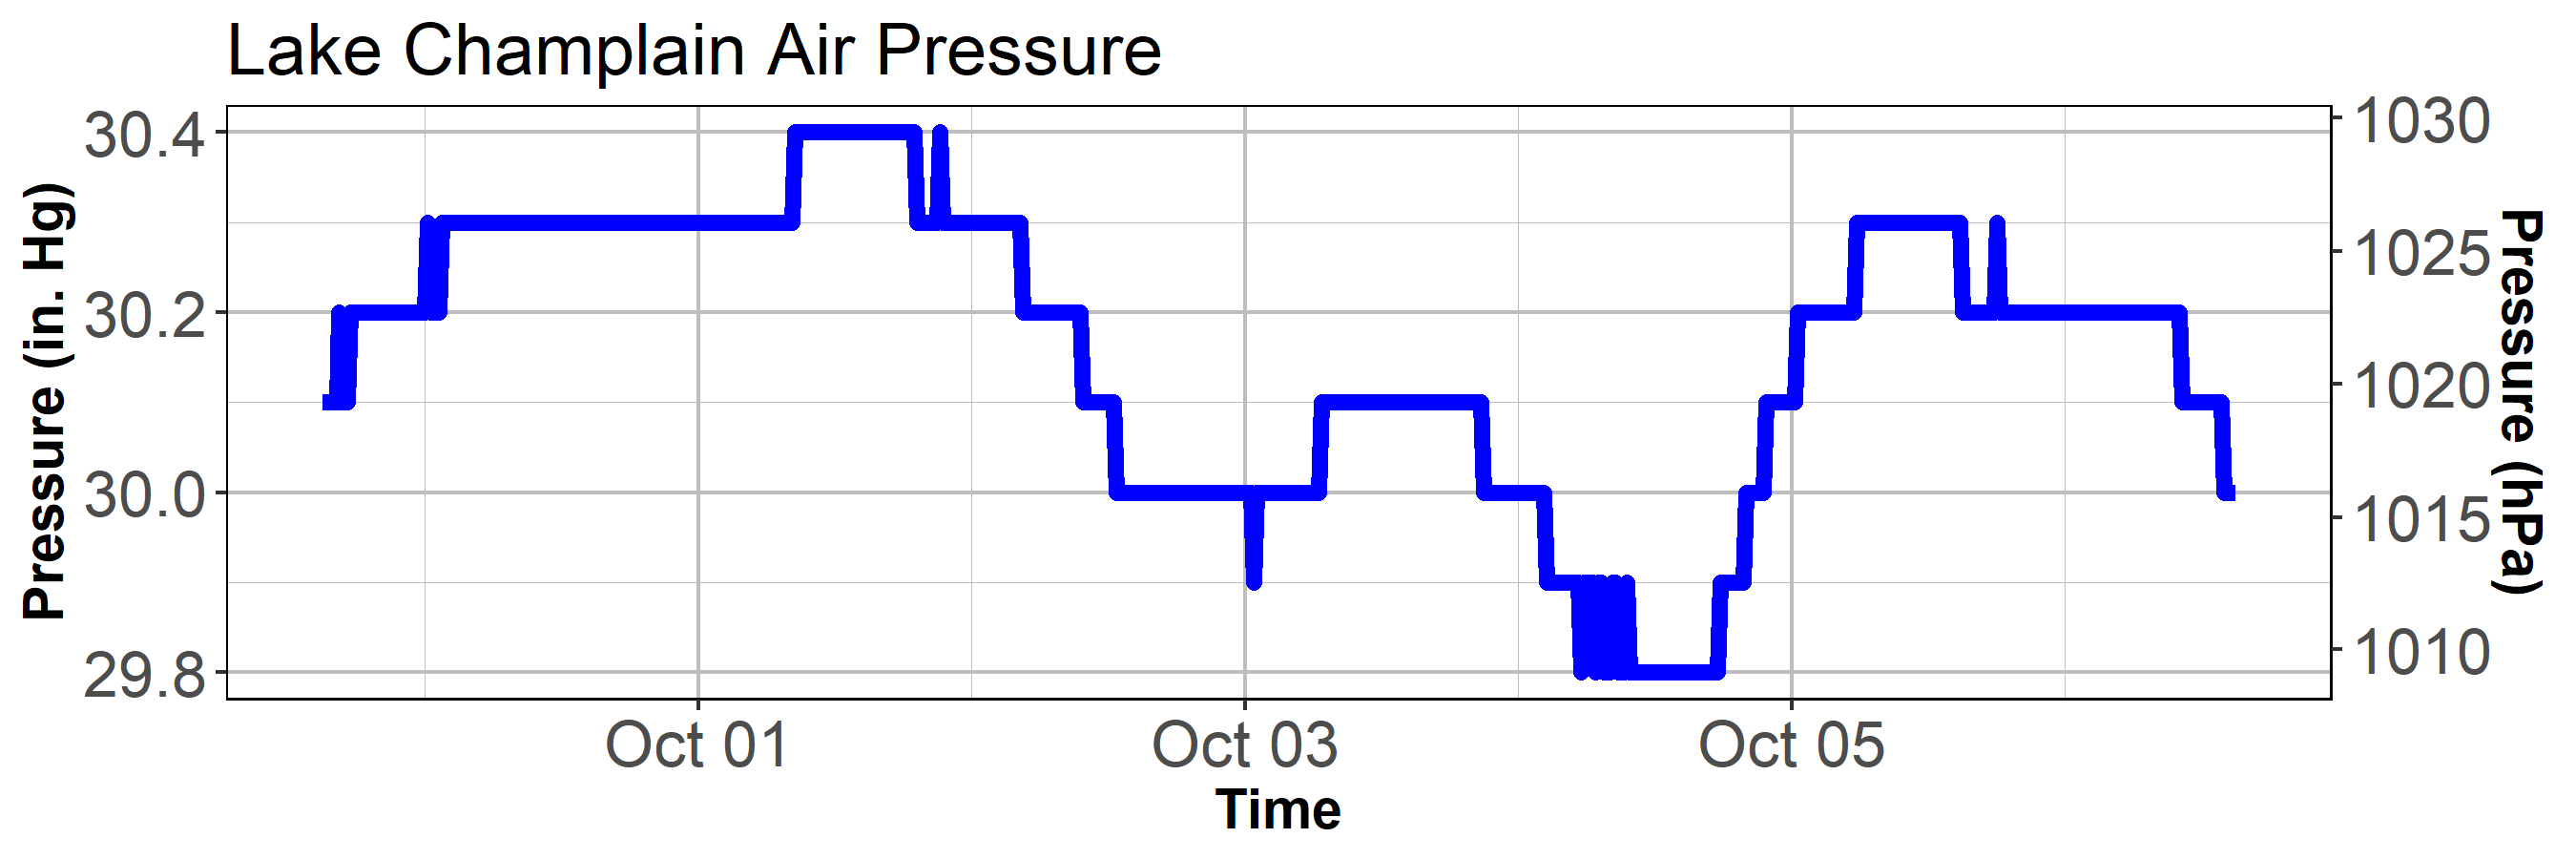 Lake Champlain Air Pressure
Pressure (in. Hg)
30.4
30.2
30.0
29.8
1030
1025
1020
1015
1010
Pressure (hPa)
Oct 01
Oct 03
Oct 05
Time